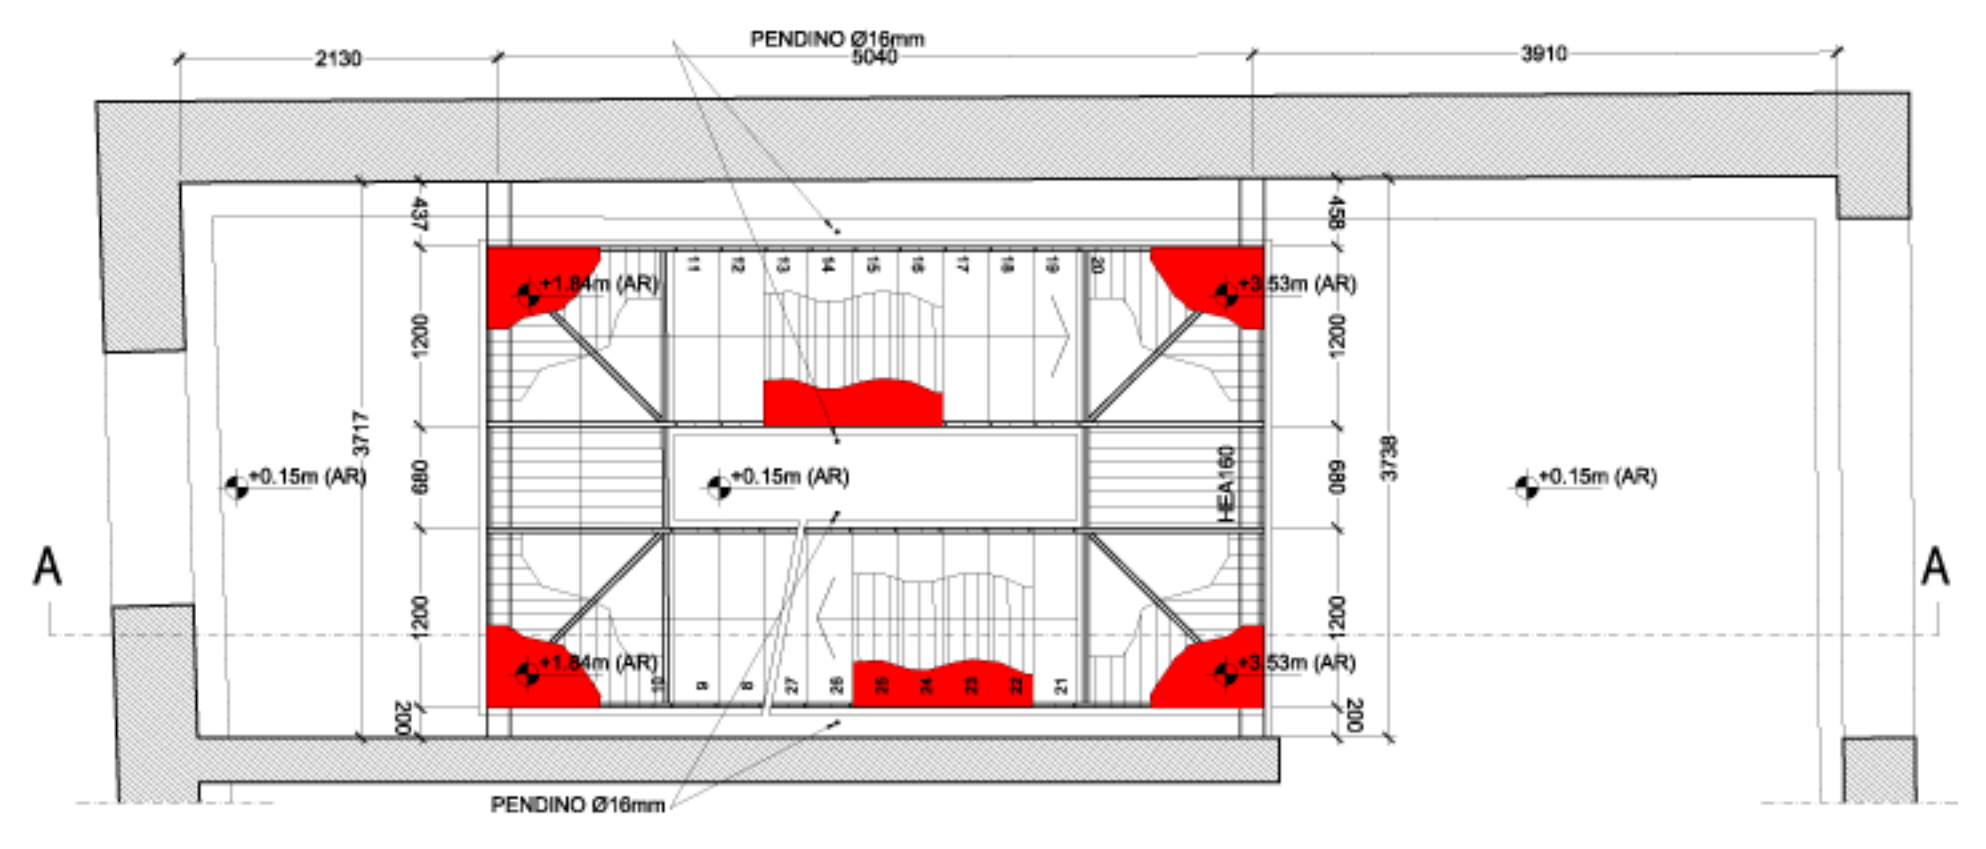 PENDINO Ø16mm
2130
5040
3910
437
458
+1.84m (AR)
11
12
13
14
15
16
17
18
19
20
+3.53m (AR)
1200
1200
3717
680
+0.15m (AR)
+0.15m (AR)
HEA160
680
3738
+0.15m (AR)
A
A
1200
1200
+1.84m (AR)
10
9
8
27
26
25
24
23
22
21
+3.53m (AR)
200
200
PENDINO Ø16mm